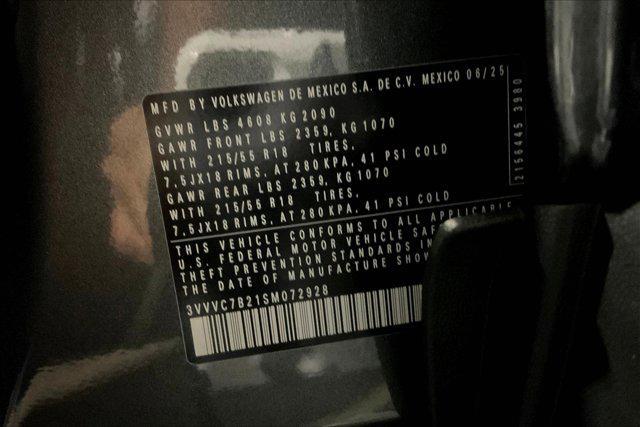 MFD BY VOLKSWAGEN DE MEXICO S.A. DE C.V. MEXICO 06/25
GVWR LBS 4608 KG 2090
GAWR FRONT LBS 2359, KG 1070
WITH 215/55 R18 TIRES,
7,5JX18 RIMS, AT 280 KPA, 41 PSI COLD
GAWR REAR LBS 2359, KG 1070
WITH 215/55 R18 TIRES,
7,5JX18 RIMS, AT 280 KPA, 41 PSI COLD
THIS VEHICLE CONFORMS TO ALL APPLICABLE
U.S. FEDERAL MOTOR VEHICLE SAF
THEFT PREVENTION STANDARDS IN
THE DATE OF MANUFACTURE SHOW
3VVVC7B21SM072928
2156445 3980